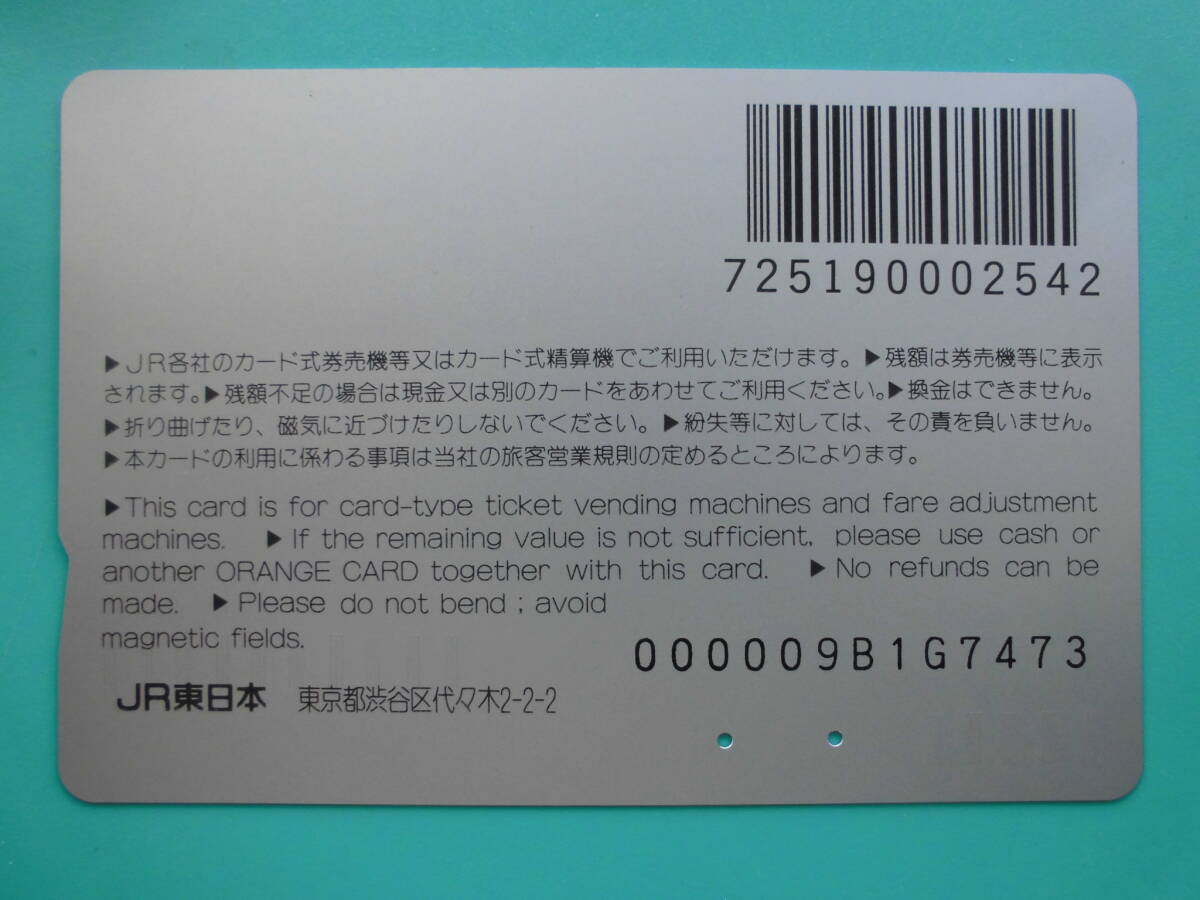 725190002542
▶JR各社のカード式券売機等又はカード式精算機でご利用いただけます。▶残額は券売機等に表示
されます。▶残額不足の場合は現金又は別のカードをあわせてご利用ください。▶換金はできません。
▶折り曲げたり、磁気に近づけたりしないでください。▶紛失等に対しては、その責を負いません。
▶本カードの利用に係わる事項は当社の旅客営業規則の定めるところによります。
▶This card is for card-type ticket vending machines and fare adjustment
machines. ▶If the remaining value is not sufficient, please use cash or
another ORANGE CARD together with this card. ▶No refunds can be
made. ▶Please do not bend ; avoid
magnetic fields.
000009B1G7473
JR東日本 東京都渋谷区代々木2-2-2